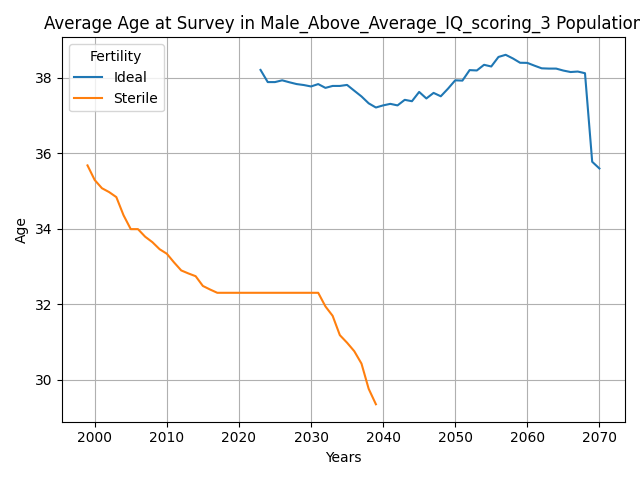 Average Age at Survey in Male_Above_Average_IQ_scoring_3 Population
Fertility
Ideal
Sterile
38
36
34
32
30
Age
2000 2010 2020 2030 2040 2050 2060 2070
Years